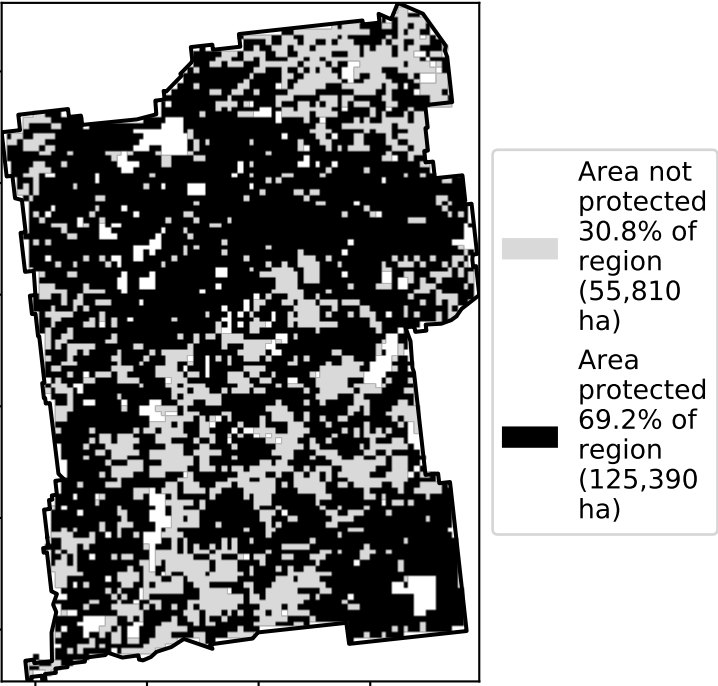 Area not
protected
30.8% of
region
(55,810
ha)
Area
protected
69.2% of
region
(125,390
ha)